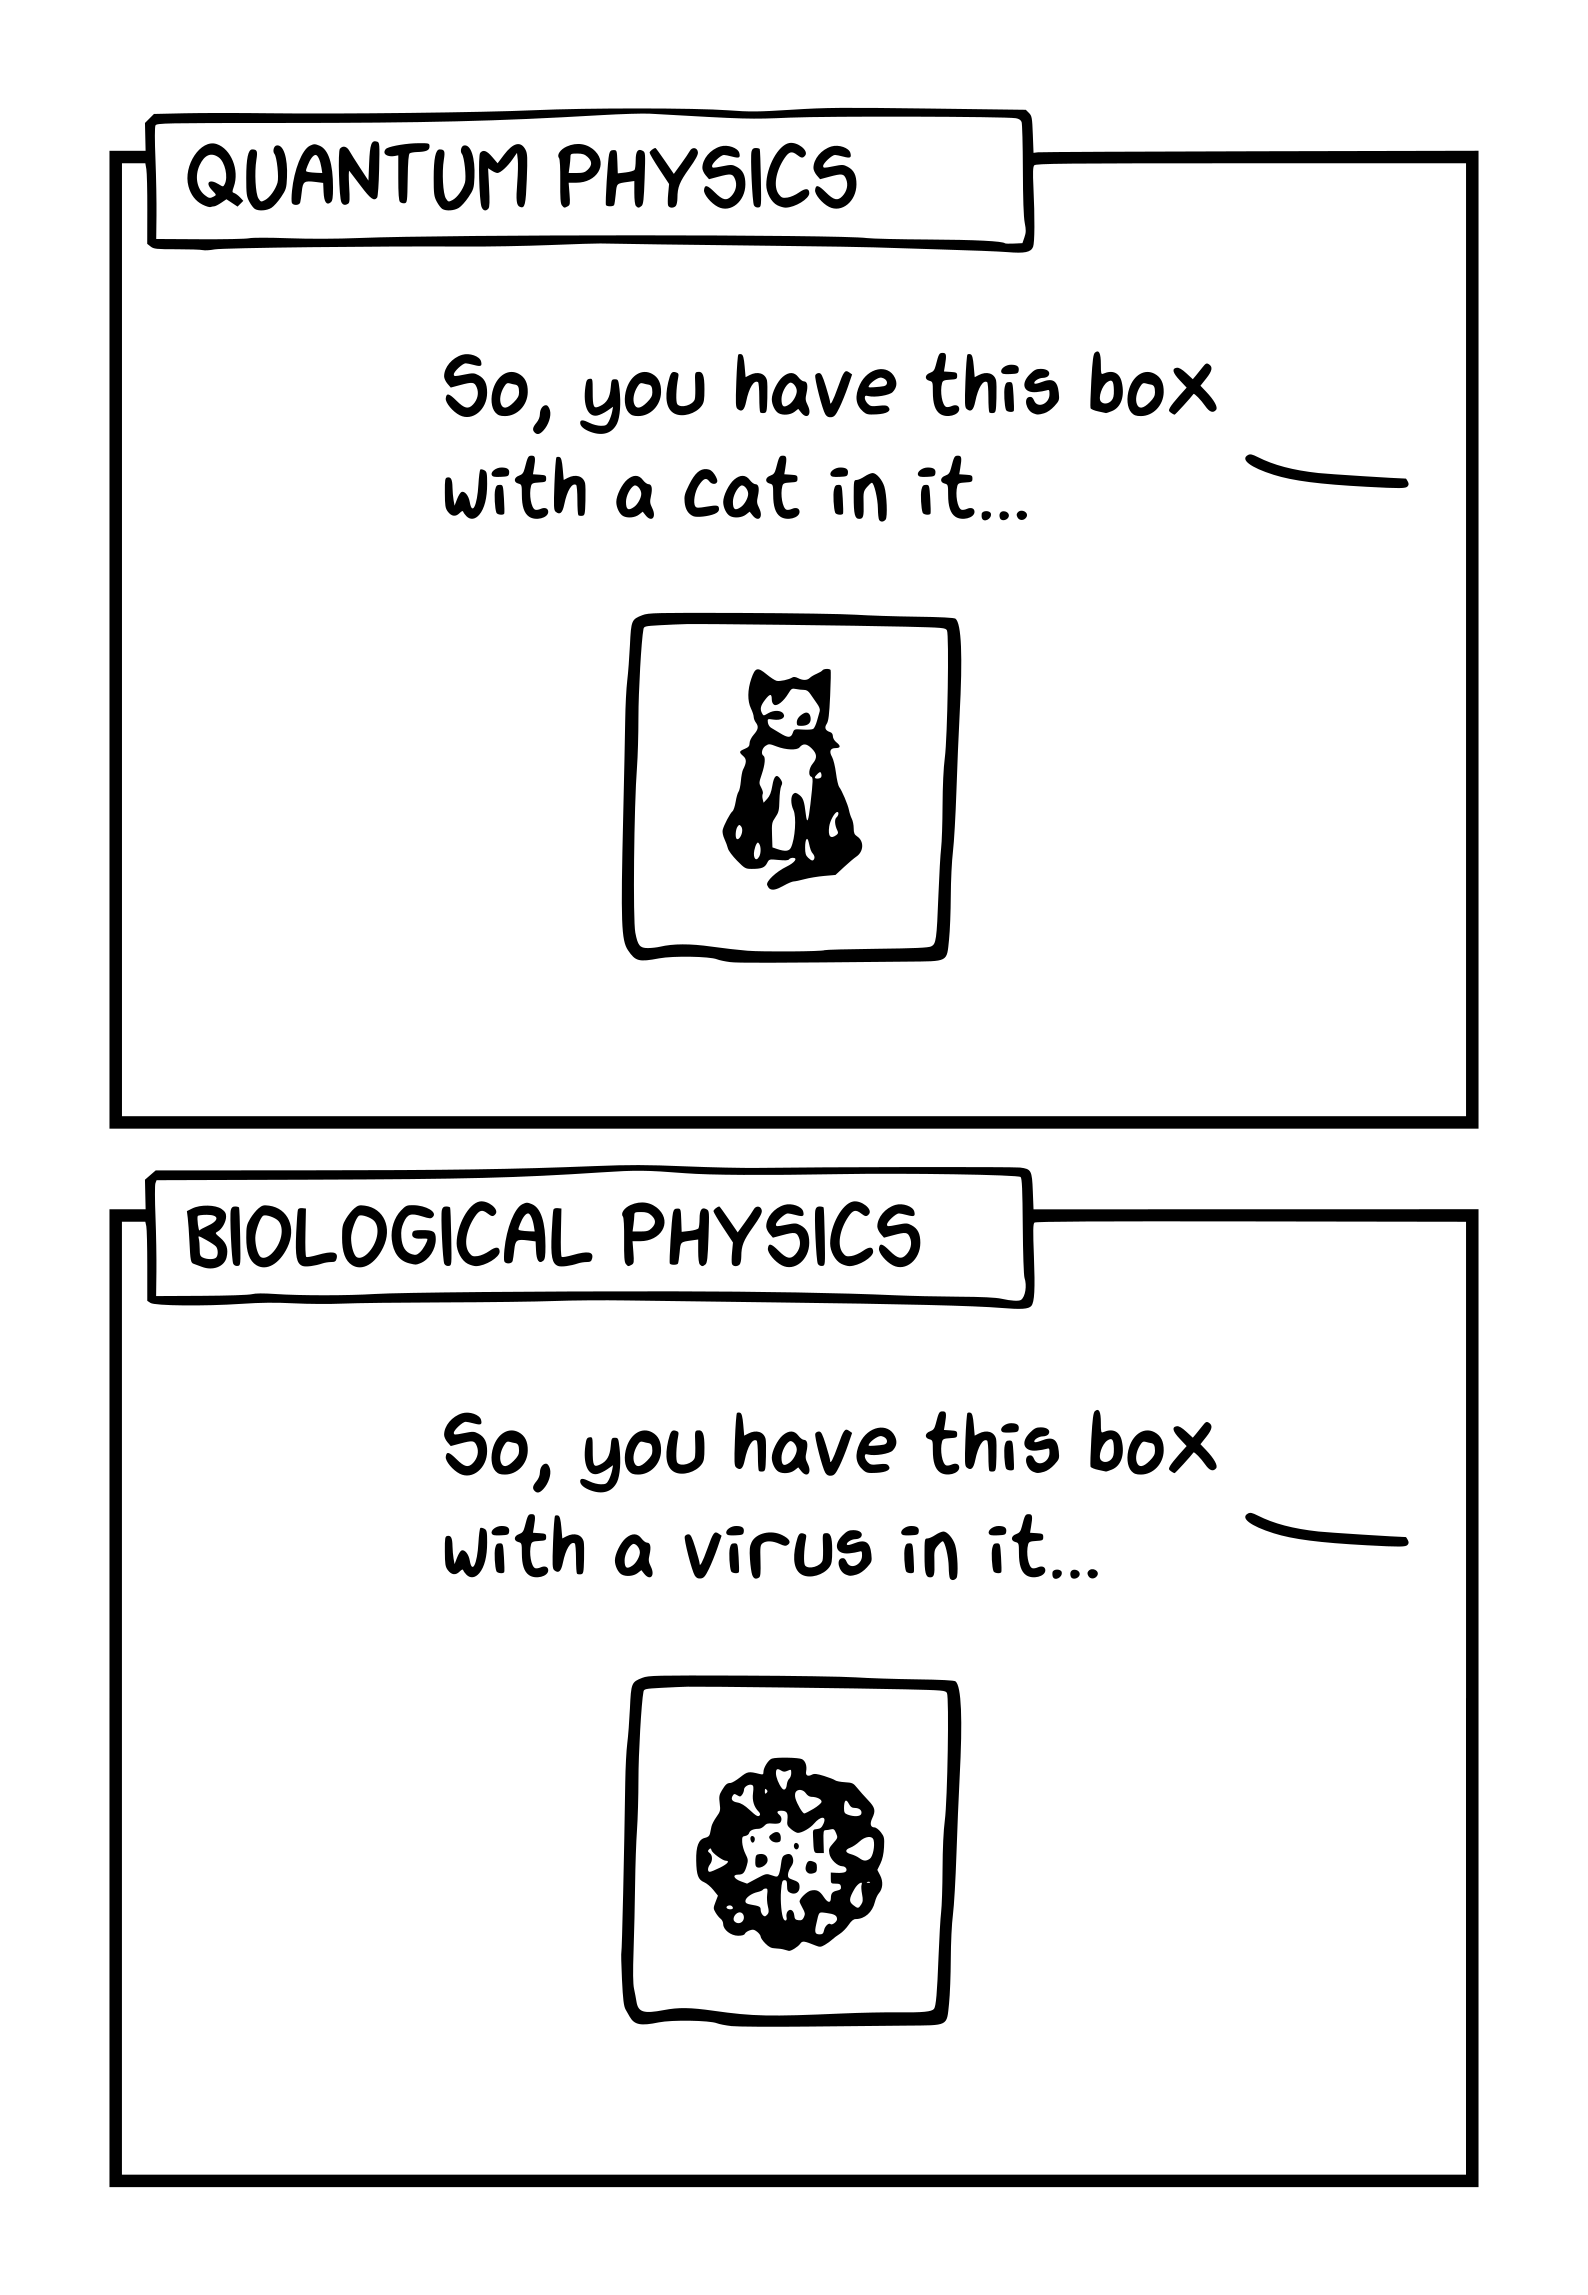 QUANTUM PHYSICS
So, you have this box
with a cat in it...
BIOLOGICAL PHYSICS
So, you have this box
with a virus in it...